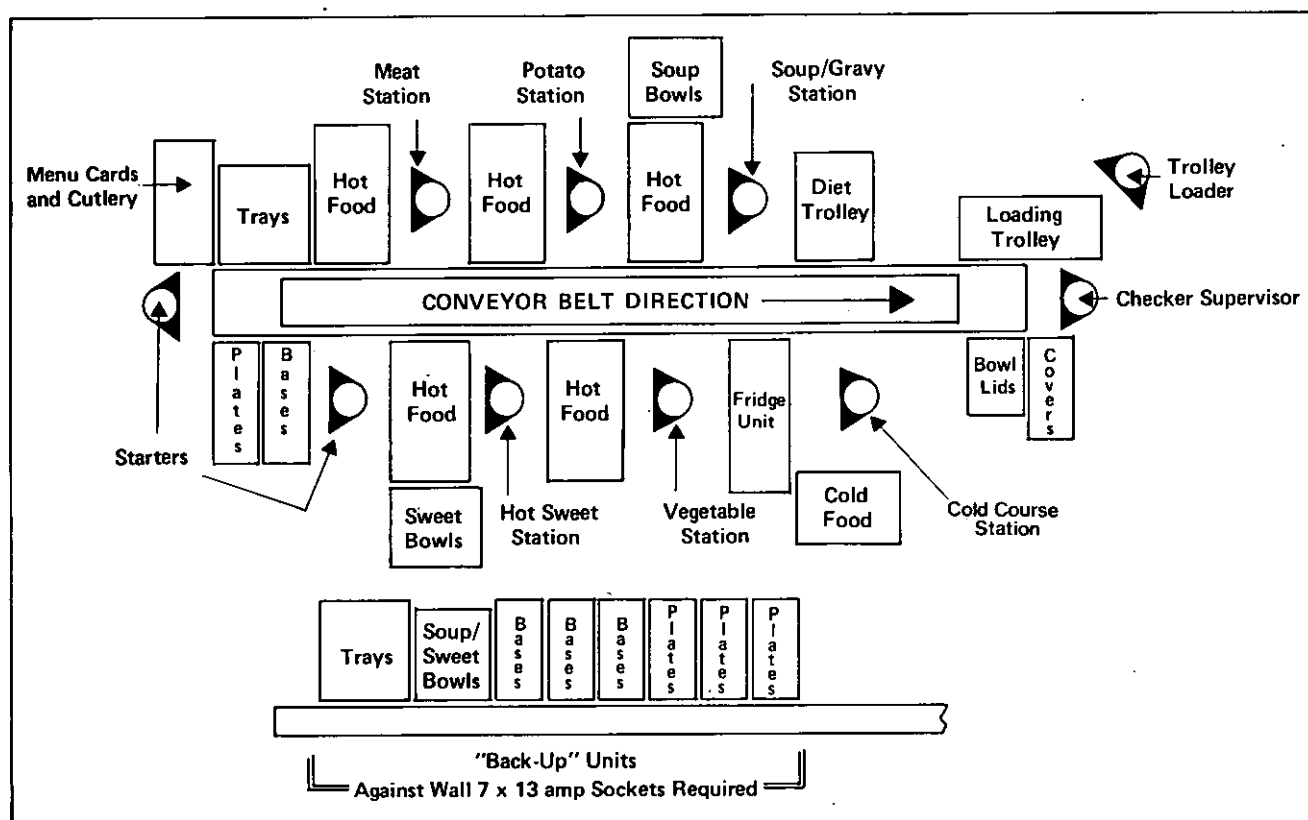 Meat
Station
Potato
Station
Soup
Bowls
Soup/Gravy
Station
Menu Cards
and Cutlery
Trays
Hot
Food
Hot
Food
Hot
Food
Diet
Trolley
Loading
Trolley
Trolley
Loader
CONVEYOR BELT DIRECTION
Checker Supervisor
Plates
Bases
Hot
Food
Hot
Food
Fridge
Unit
Bowl
Lids
Covers
Starters
Sweet
Bowls
Hot Sweet
Station
Vegetable
Station
Cold
Food
Cold Course
Station
Trays
Soup/
Sweet
Bowls
Bases
Bases
Bases
Plates
Plates
Plates
"Back-Up" Units
Against Wall 7 x 13 amp Sockets Required